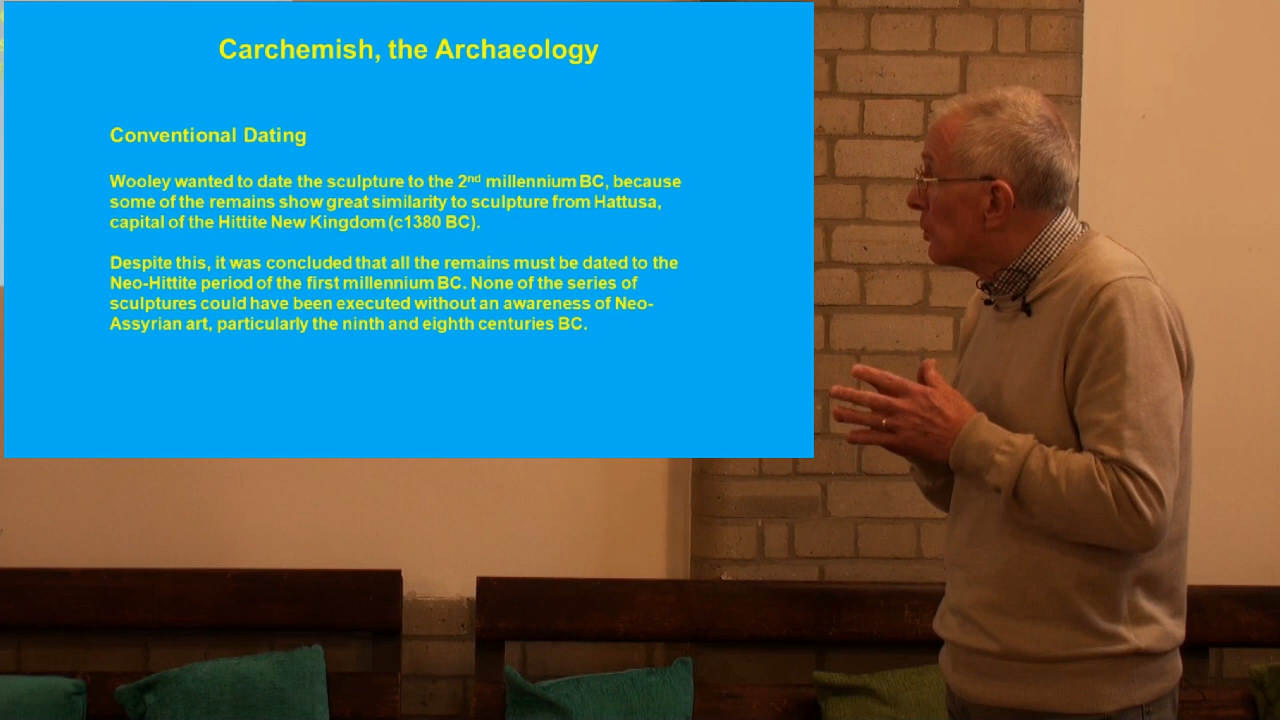 Carchemish, the Archaeology
Conventional Dating
Wooley wanted to date the sculpture to the 2nd millennium BC, because
some of the remains show great similarity to sculpture from Hattusa,
capital of the Hittite New Kingdom (c1380 BC).
Despite this, it was concluded that all the remains must be dated to the
Neo-Hittite period of the first millennium BC. None of the series of
sculptures could have been executed without an awareness of Neo-
Assyrian art, particularly the ninth and eighth centuries BC.